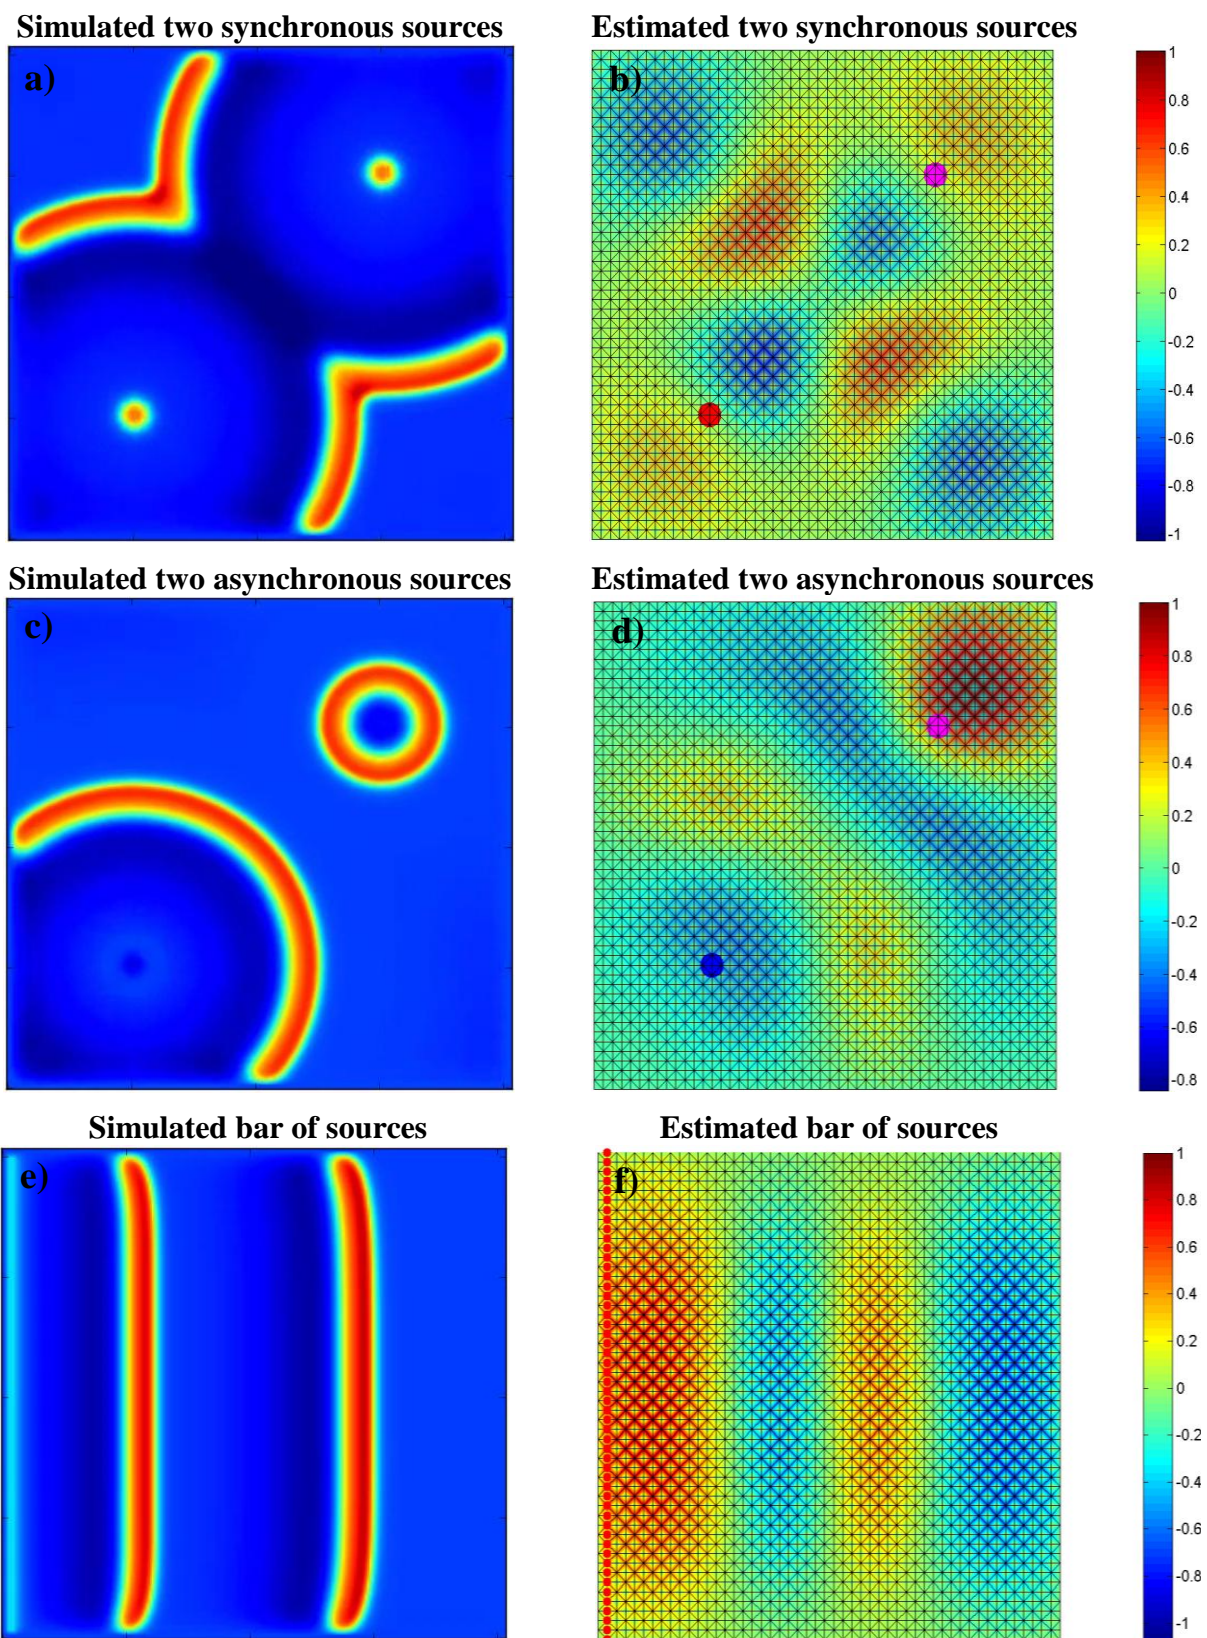 Simulated two synchronous sources
Estimated two synchronous sources
a)
b)
1
0.8
0.6
0.4
0.2
0
-0.2
-0.4
-0.6
-0.8
-1
Simulated two asynchronous sources
Estimated two asynchronous sources
c)
d)
1
0.8
0.6
0.4
0.2
0
-0.2
-0.4
-0.6
-0.8
Simulated bar of sources
Estimated bar of sources
e)
f)
1
0.8
0.6
0.4
0.2
0
-0.2
-0.4
-0.6
-0.8
-1